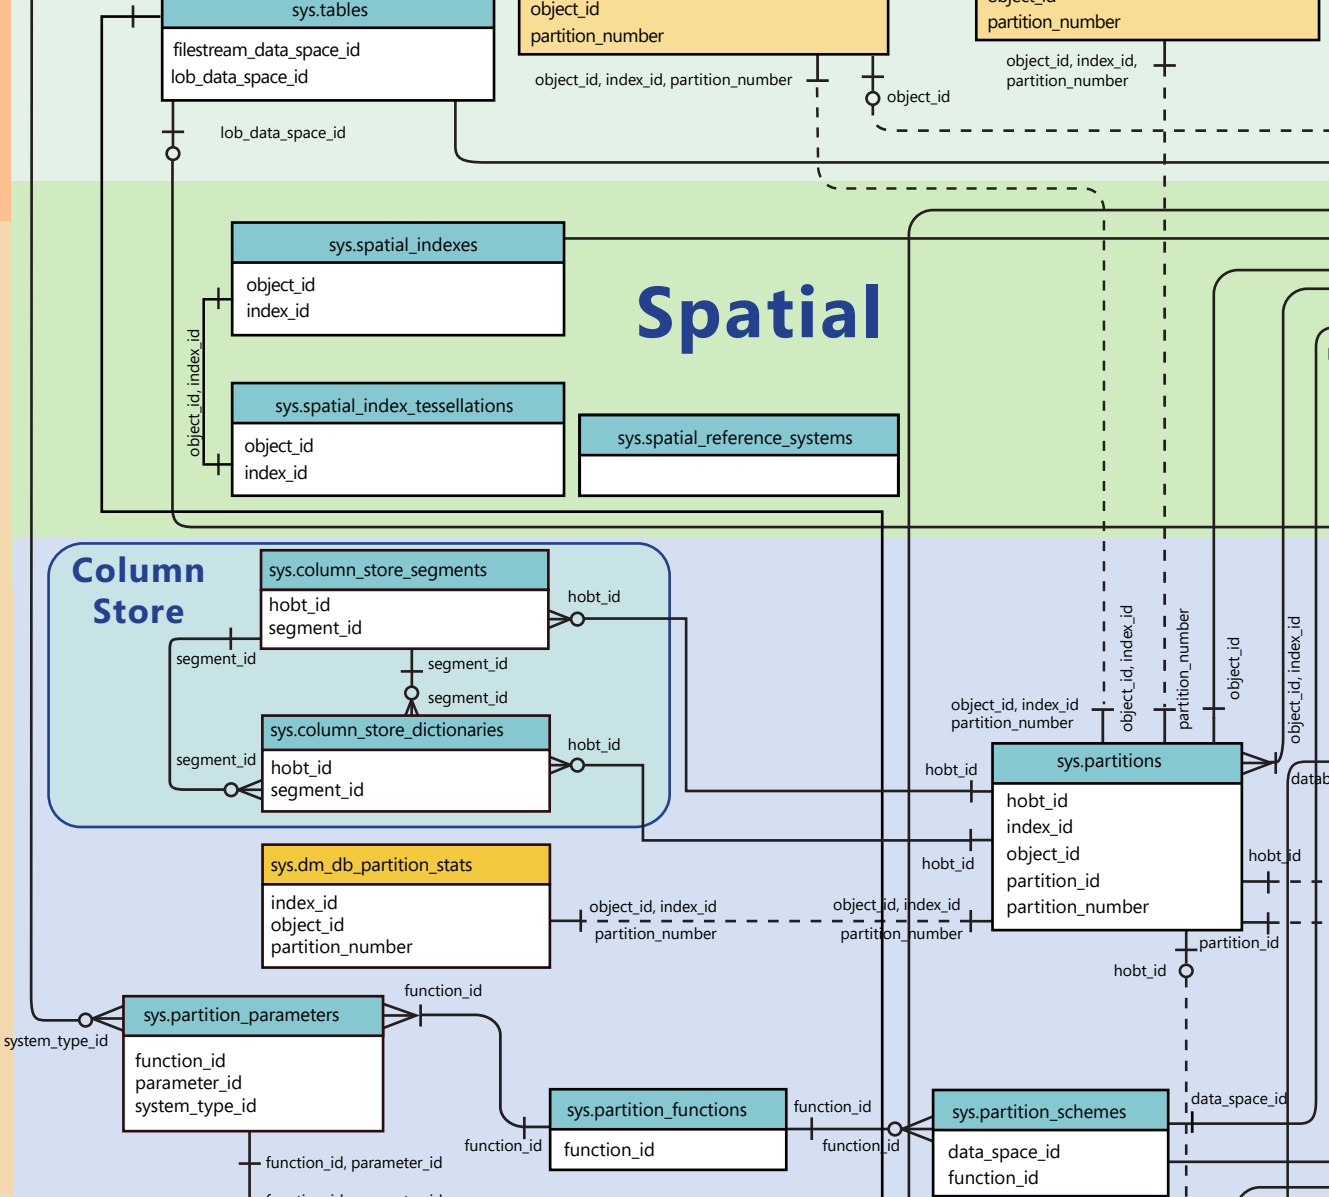 sys.tables
filestream_data_space_id
lob_data_space_id
lob_data_space_id
object_id
partition_number
object_id, index_id, partition_number
object_id
partition_number
object_id, index_id,
partition_number
object_id
sys.spatial_indexes
object_id
index_id
Spatial
object_id, index_id
sys.spatial_index_tessellations
object_id
index_id
sys.spatial_reference_systems
Column
Store
sys.column_store_segments
hobt_id
segment_id
hobt_id
segment_id
segment_id
segment_id
sys.column_store_dictionaries
hobt_id
segment_id
segment_id
hobt_id
object_id, index_id
partition_number
object_id, index_id
partition_number
object_id
object_id, index_id
hobt_id
hobt_id
sys.partitions
hobt_id
index_id
object_id
partition_id
partition_number
datab
hobt_id
partition_id
hobt_id
sys.dm_db_partition_stats
index_id
object_id
partition_number
object_id, index_id
partition_number
object_id, index_id
partition_number
system_type_id
sys.partition_parameters
function_id
parameter_id
system_type_id
function_id
function_id, parameter_id
function_id
sys.partition_functions
function_id
function_id
function_id
sys.partition_schemes
data_space_id
function_id
data_space_id